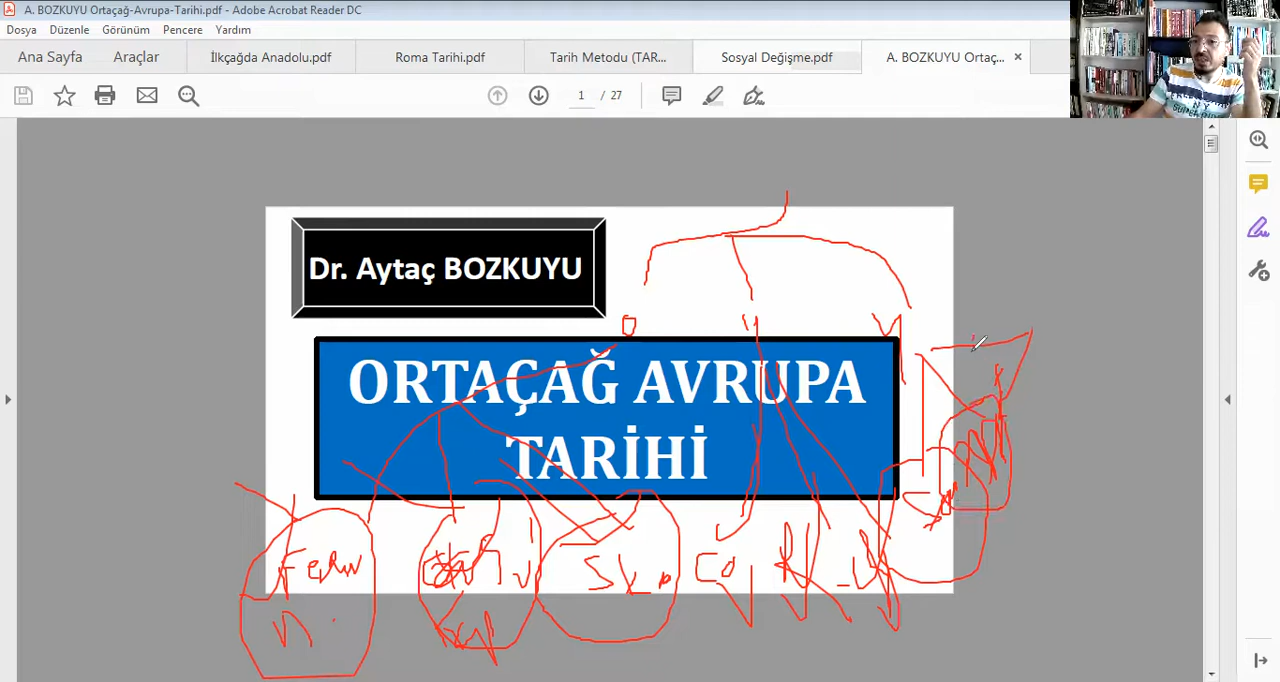 A. BOZKUYU Ortaçağ-Avrupa-Tarihi.pdf - Adobe Acrobat Reader DC
Dosya Düzenle Görünüm Pencere Yardım
Ana Sayfa Araçlar İlkçağda Anadolu.pdf Roma Tarihi.pdf Tarih Metodu (TAR... Sosyal Değişme.pdf A. BOZKUYU Ortaç... ×
1 / 27
Dr. Aytaç BOZKUYU
ORTAÇAĞ AVRUPA
TARİHİ